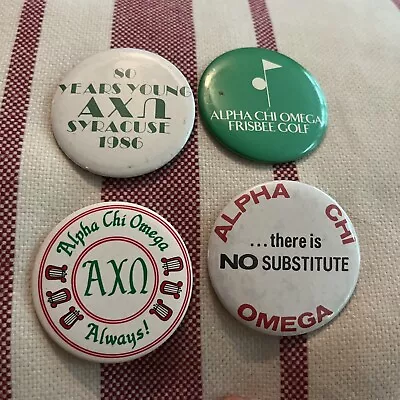 80
YEARS YOUNG
ΑΧΩ
SYRACUSE
1986
ALPHA CHI OMEGA
FRISBEE GOLF
Alpha Chi Omega
ΑΧΩ
Always!
ALPHA CHI
...there is
NO SUBSTITUTE
OMEGA